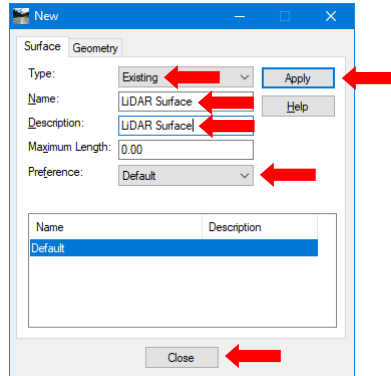 New
Surface Geometry
Type: Existing Apply
Name: LiDAR Surface Help
Description: LiDAR Surface
Maximum Length: 0.00
Preference: Default
Name Description
Default
Close